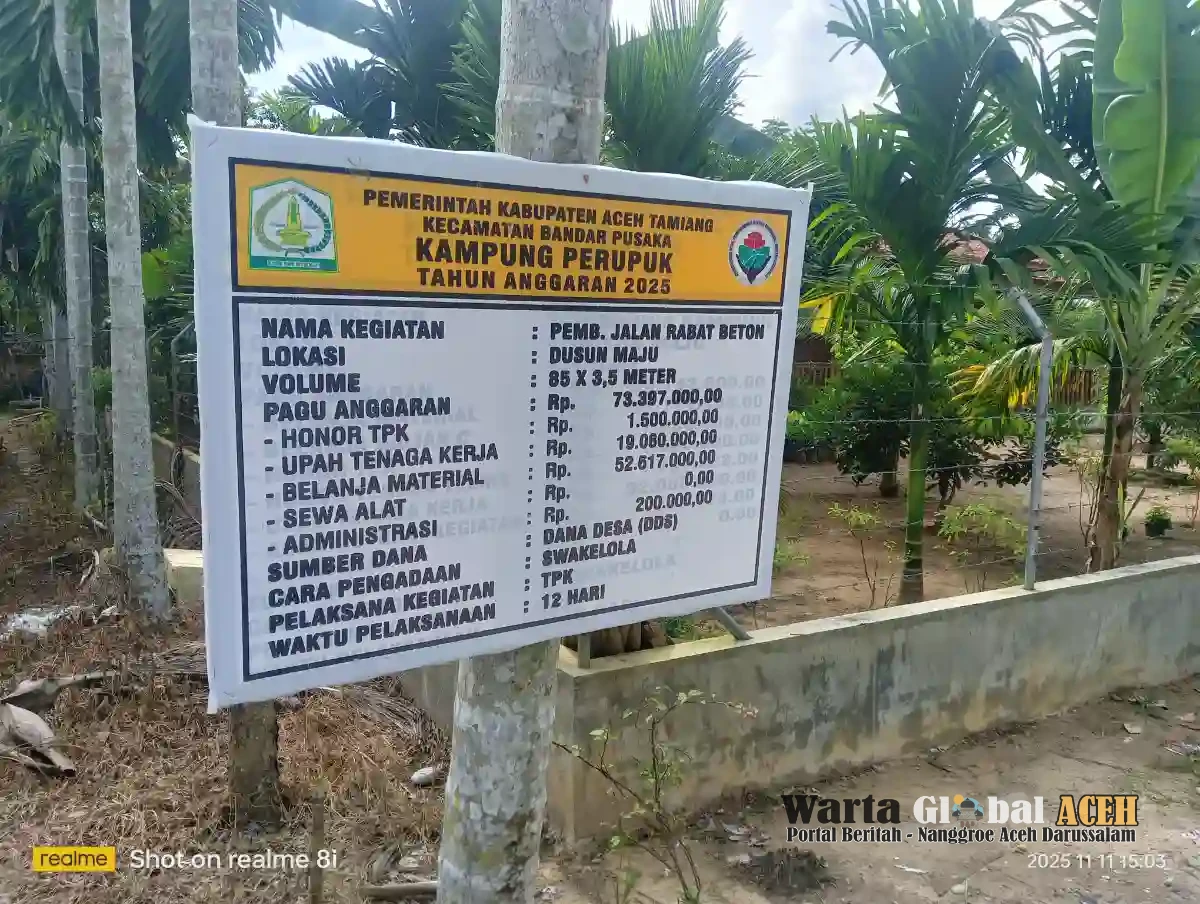 PEMERINTAH KABUPATEN ACEH TAMIANG
KECAMATAN BANDAR PUSAKA
KAMPUNG PERUPUK
TAHUN ANGGARAN 2025
NAMA KEGIATAN : PEMB. JALAN RABAT BETON
LOKASI : DUSUN MAJU
VOLUME : 85 X 3,5 METER
PAGU ANGGARAN : Rp. 73.397.000,00
- HONOR TPK : Rp. 1.500.000,00
- UPAH TENAGA KERJA : Rp. 19.080.000,00
- BELANJA MATERIAL : Rp. 52.617.000,00
- SEWA ALAT : Rp. 0,00
- ADMINISTRASI : Rp. 200.000,00
SUMBER DANA : DANA DESA (DDS)
CARA PENGADAAN : SWAKELOLA
PELAKSANA KEGIATAN : TPK
WAKTU PELAKSANAAN : 12 HARI
Warta Global ACEH
Portal Beritah - Nanggroe Aceh Darussalam
realme Shot on realme 8i
2025 11 11 15:03